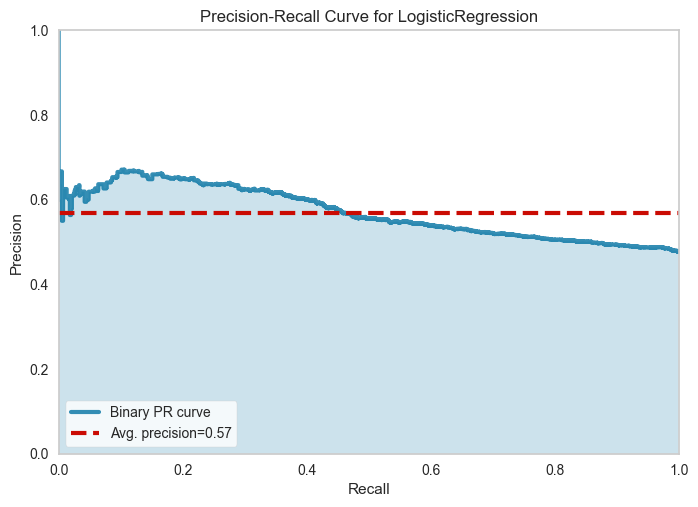 Precision-Recall Curve for LogisticRegression
1.0
0.8
0.6
0.4
0.2
0.0
Precision
Binary PR curve
Avg. precision=0.57
0.0 0.2 0.4 0.6 0.8 1.0
Recall